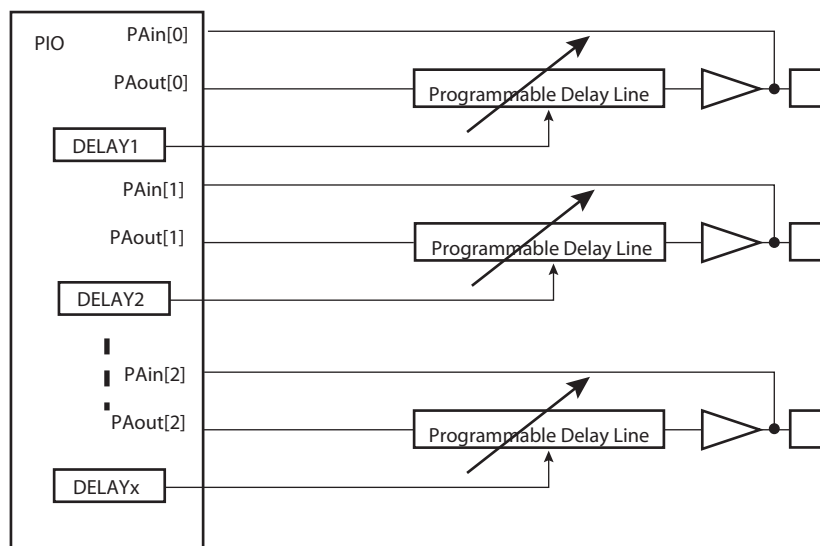 PIO
PAin[0]
PAout[0]
Programmable Delay Line
DELAY1
PAin[1]
PAout[1]
Programmable Delay Line
DELAY2
PAin[2]
PAout[2]
Programmable Delay Line
DELAYx